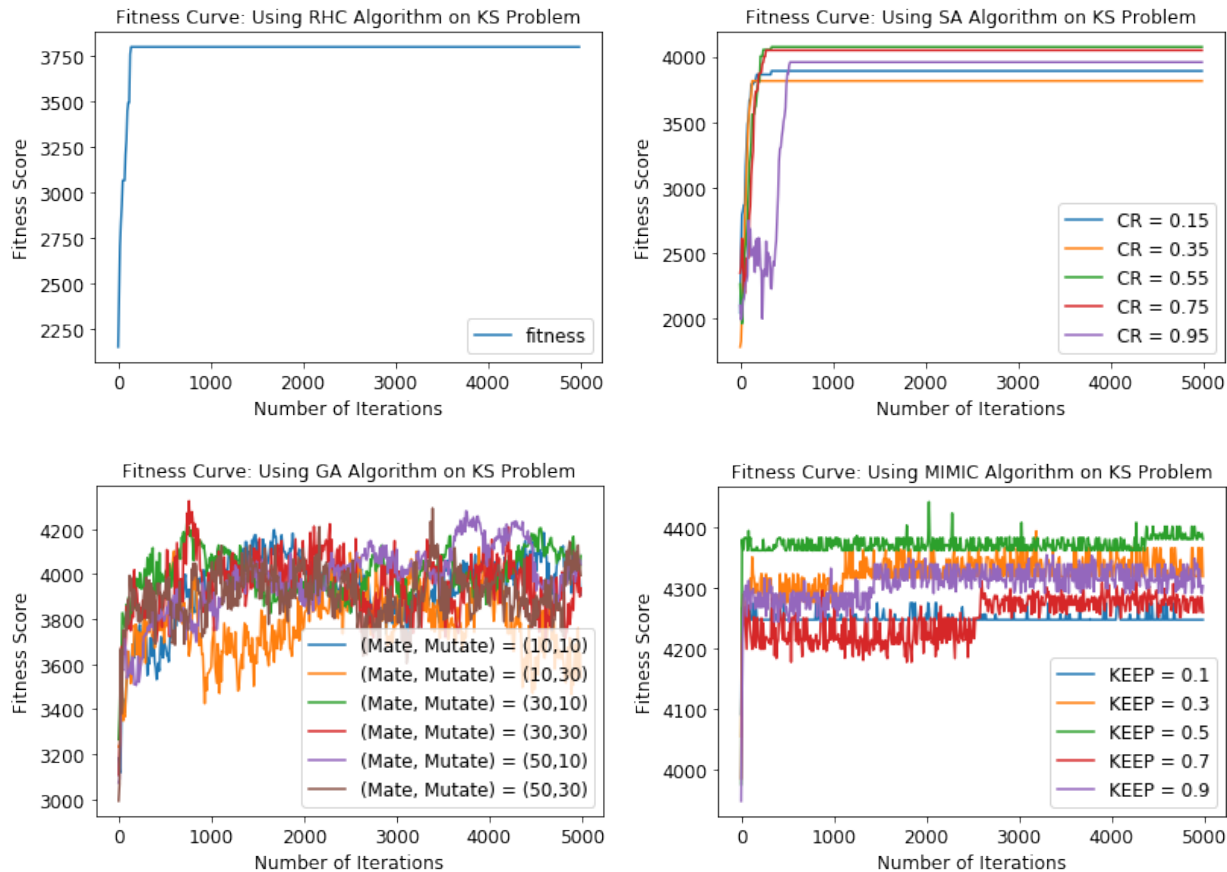 Fitness Curve: Using RHC Algorithm on KS Problem
Fitness Score
3750
3500
3250
3000
2750
2500
2250
fitness
0 1000 2000 3000 4000 5000
Number of Iterations
Fitness Curve: Using SA Algorithm on KS Problem
Fitness Score
4000
3500
3000
2500
2000
CR = 0.15
CR = 0.35
CR = 0.55
CR = 0.75
CR = 0.95
0 1000 2000 3000 4000 5000
Number of Iterations
Fitness Curve: Using GA Algorithm on KS Problem
Fitness Score
4200
4000
3800
3600
3400
3200
3000
(Mate, Mutate) = (10,10)
(Mate, Mutate) = (10,30)
(Mate, Mutate) = (30,10)
(Mate, Mutate) = (30,30)
(Mate, Mutate) = (50,10)
(Mate, Mutate) = (50,30)
0 1000 2000 3000 4000 5000
Number of Iterations
Fitness Curve: Using MIMIC Algorithm on KS Problem
Fitness Score
4400
4300
4200
4100
4000
KEEP = 0.1
KEEP = 0.3
KEEP = 0.5
KEEP = 0.7
KEEP = 0.9
0 1000 2000 3000 4000 5000
Number of Iterations